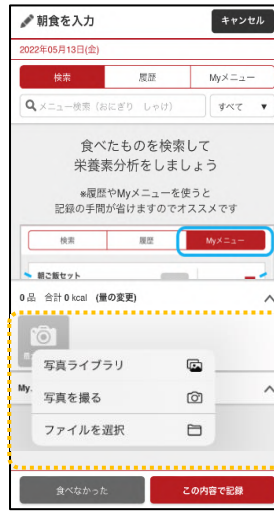 朝食を入力
キャンセル
2022年05月13日(金)
検索 履歴 Myメニュー
メニュー検索（おにぎり しゃけ） すべて ▼
食べたものを検索して
栄養素分析をしましょう
※履歴やMyメニューを使うと
記録の手間が省けますのでオススメです
検索 履歴 Myメニュー
朝ご飯セット
0 品 合計 0 kcal (量の変更)
My
写真ライブラリ
写真を撮る
ファイルを選択
食べなかった
この内容で記録